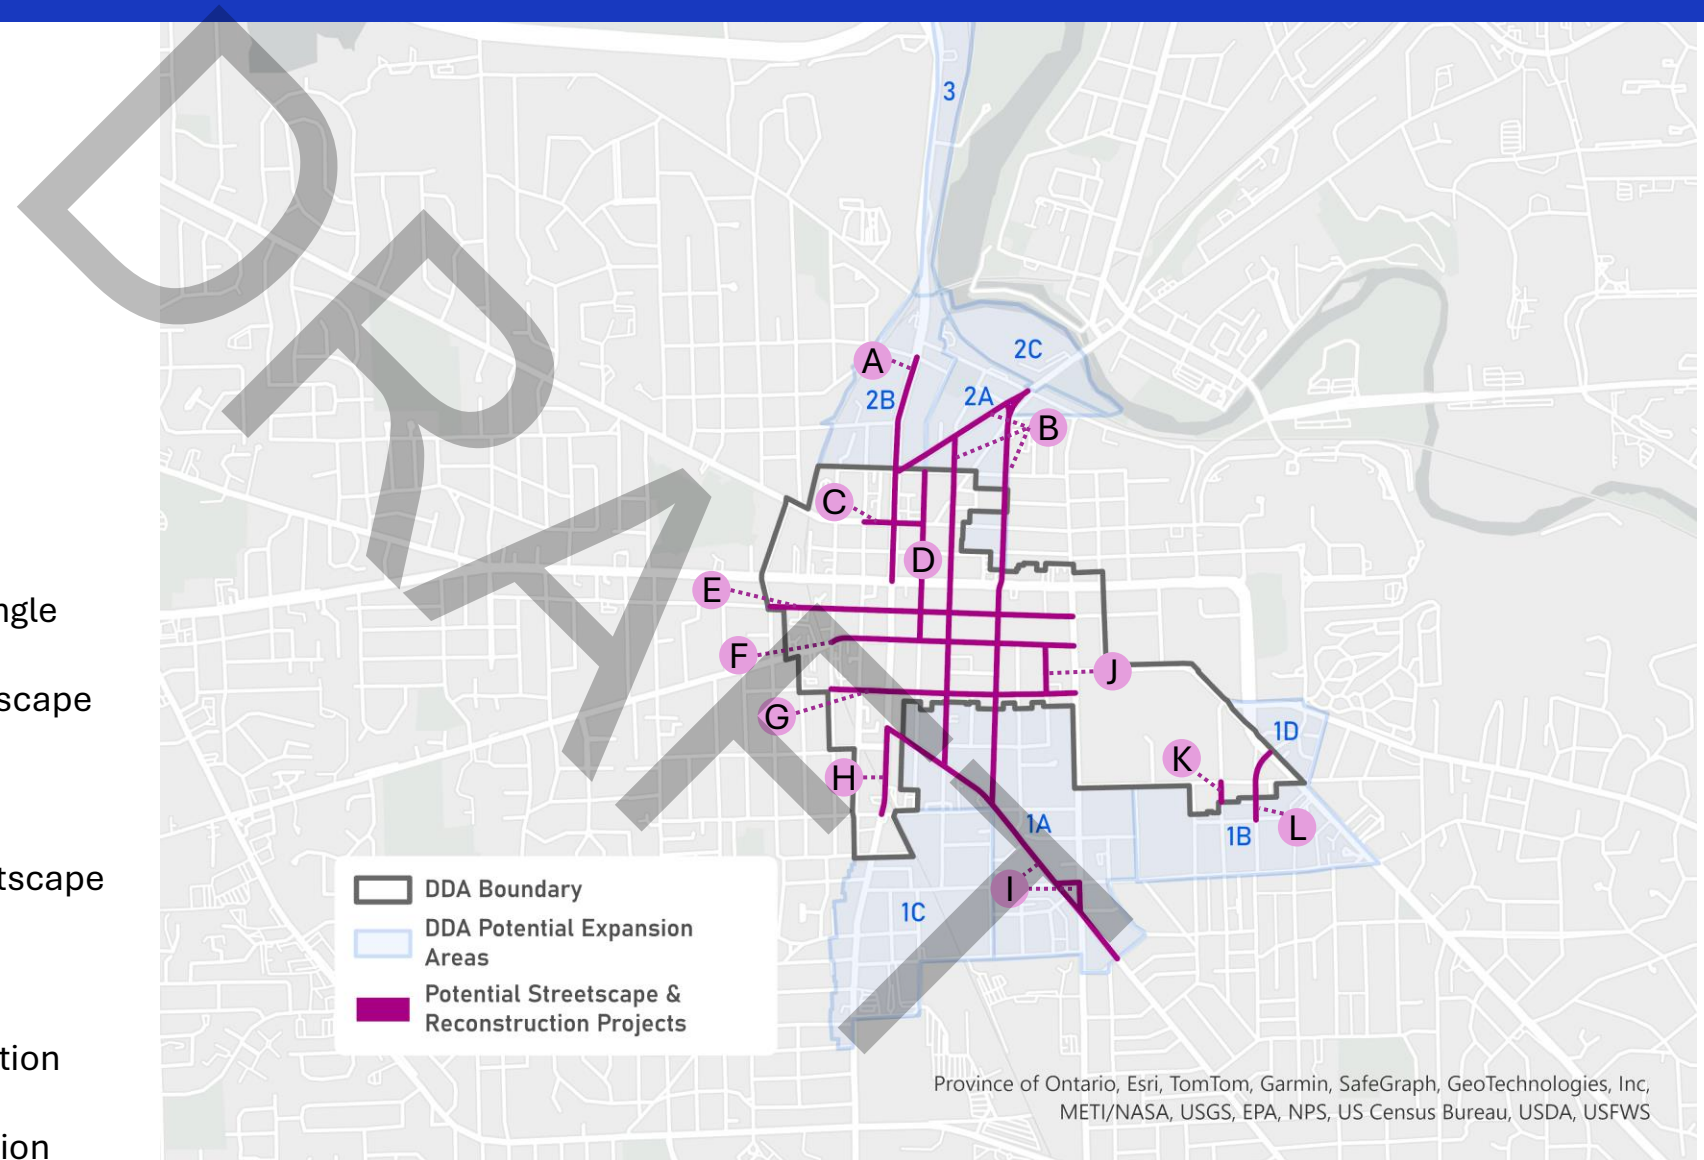 DRAFT
3
2C
A
2A
2B
B
C
D
E
F
J
G
1D
K
H
1A
L
1B
I
1C
ngle
scape
tscape
tion
ion
DDA Boundary
DDA Potential Expansion
Areas
Potential Streetscape &
Reconstruction Projects
Province of Ontario, Esri, TomTom, Garmin, SafeGraph, GeoTechnologies, Inc,
METI/NASA, USGS, EPA, NPS, US Census Bureau, USDA, USFWS